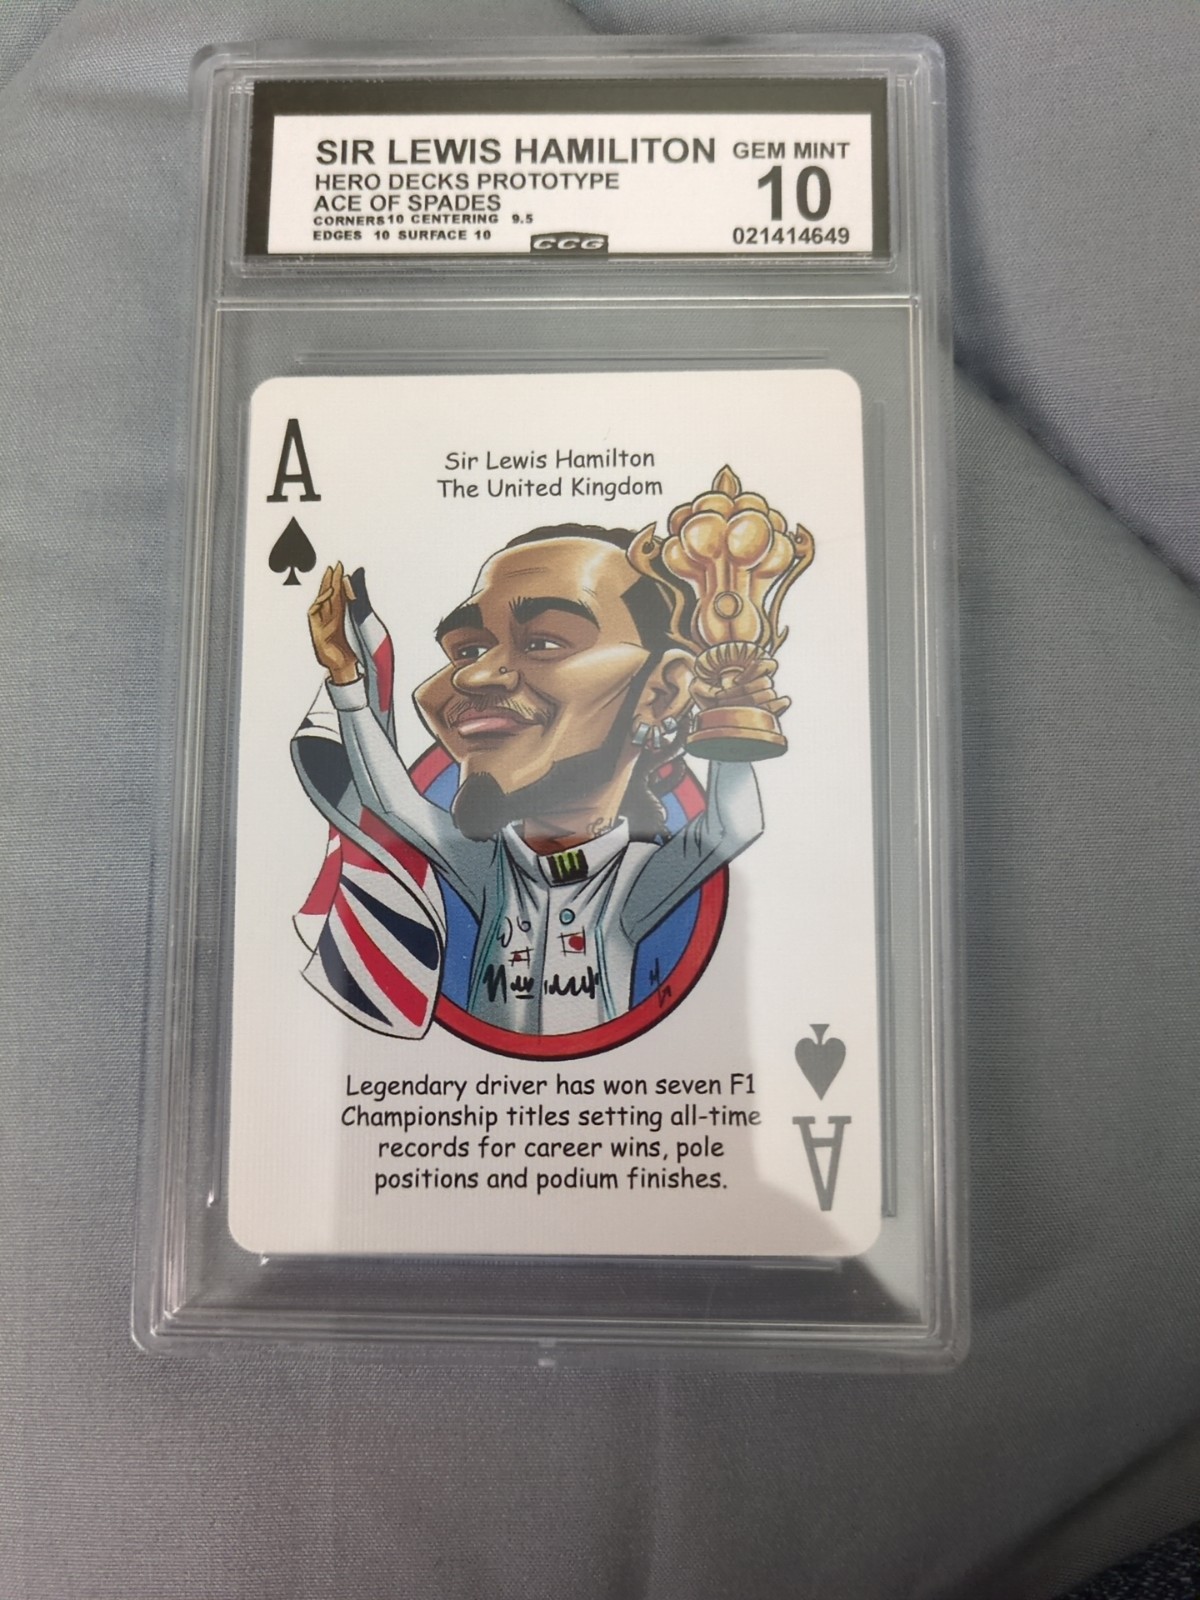 SIR LEWIS HAMILITON
GEM MINT
HERO DECKS PROTOTYPE
10
ACE OF SPADES
CORNERS10 CENTERING 9.5
EDGES 10 SURFACE 10
CCG
021414649
A
Sir Lewis Hamilton
The United Kingdom
Legendary driver has won seven F1
Championship titles setting all-time
records for career wins, pole
positions and podium finishes.
A